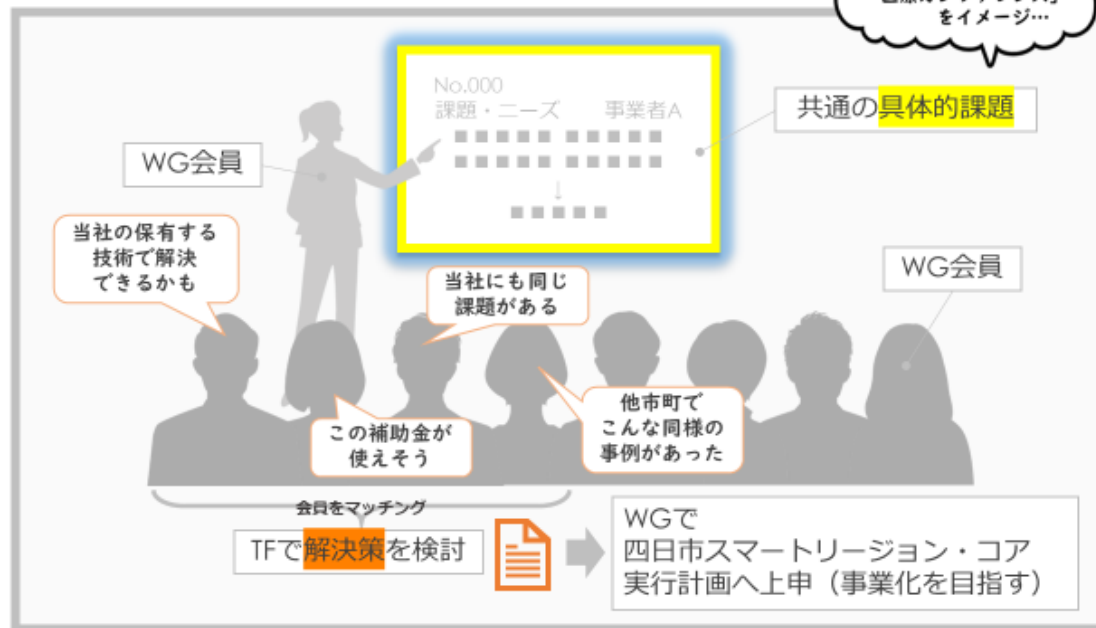 をイメージ…
No.000
課題・ニーズ 事業者A
■■■■■ ■■■■■
■■■■■ ■■■■■
↓
■■■■■
共通の具体的課題
WG会員
当社の保有する
技術で解決
できるかも
当社にも同じ
課題がある
WG会員
この補助金が
使えそう
他市町で
こんな同様の
事例があった
会員をマッチング
TFで解決策を検討
WGで
四日市スマートリージョン・コア
実行計画へ上申（事業化を目指す）